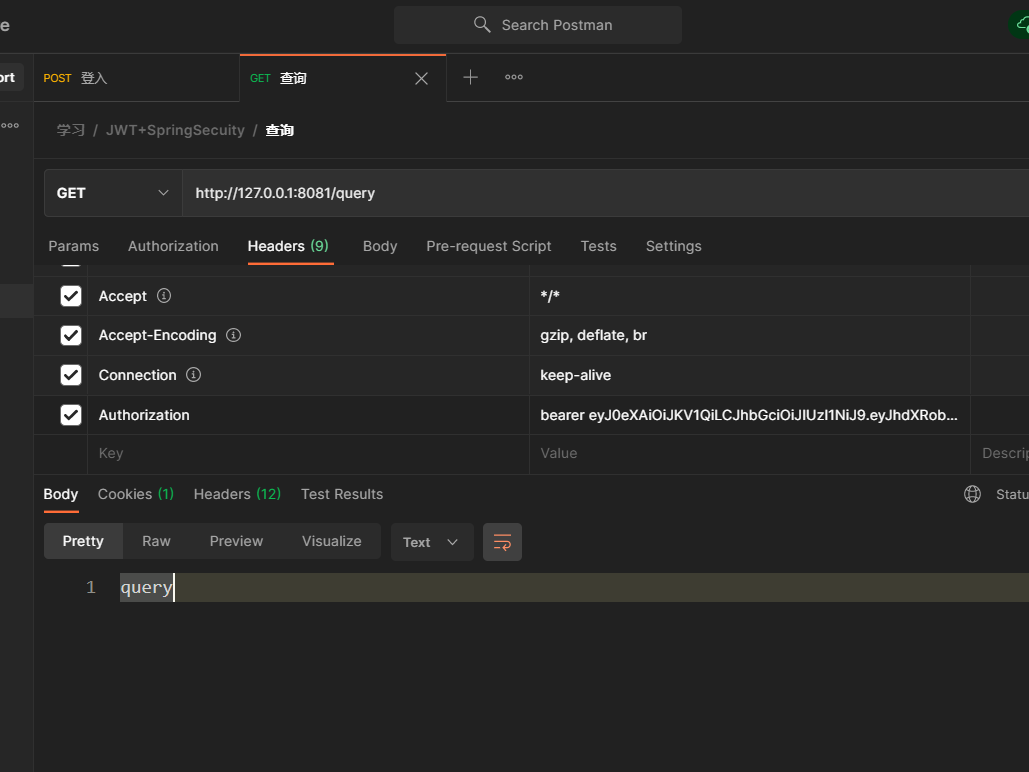 e
Search Postman
ort
POST 登入
GET 查询
学习 / JWT+SpringSecuity / 查询
GET
http://127.0.0.1:8081/query
Params Authorization Headers (9) Body Pre-request Script Tests Settings
Accept */*
Accept-Encoding gzip, deflate, br
Connection keep-alive
Authorization bearer eyJ0eXAiOiJKV1QiLCJhbGciOiJIUzI1NiJ9.eyJhdXRob...
Key Value Descrip
Body Cookies (1) Headers (12) Test Results Statu
Pretty Raw Preview Visualize Text
1 query